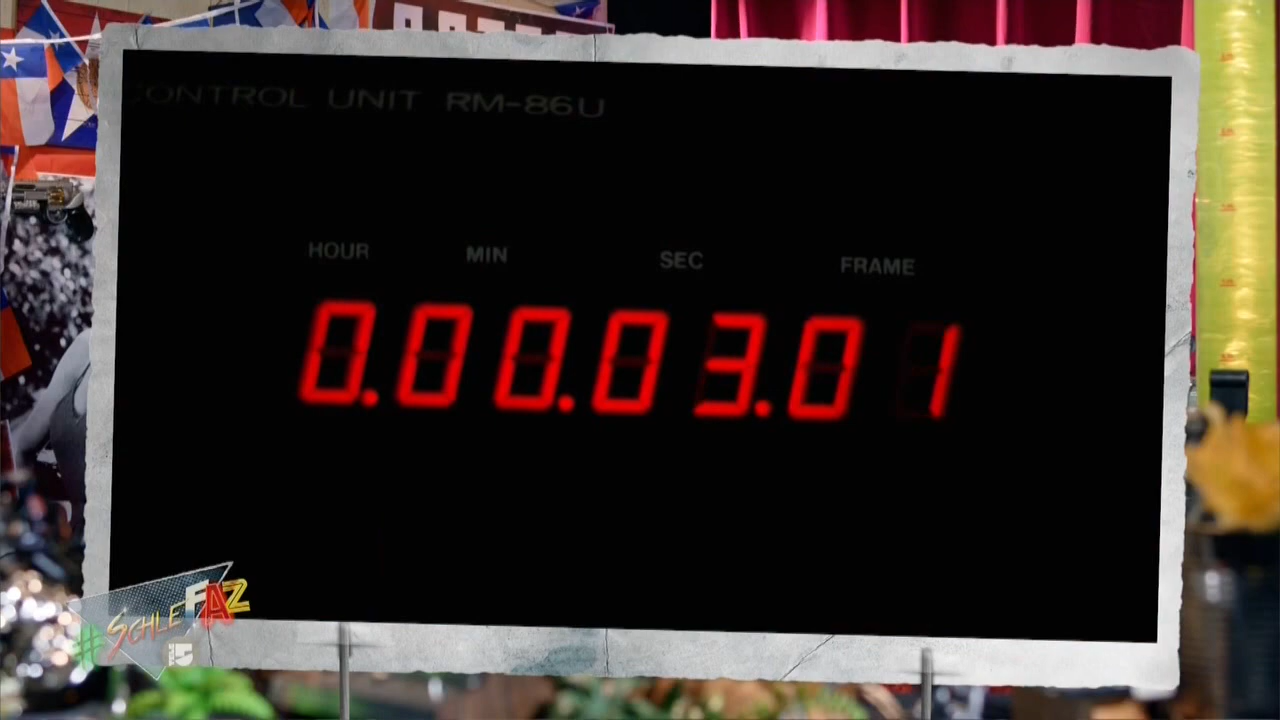 CONTROL UNIT RM-86U
HOUR MIN SEC FRAME
0.00.03.01
#SCHLEFAZ